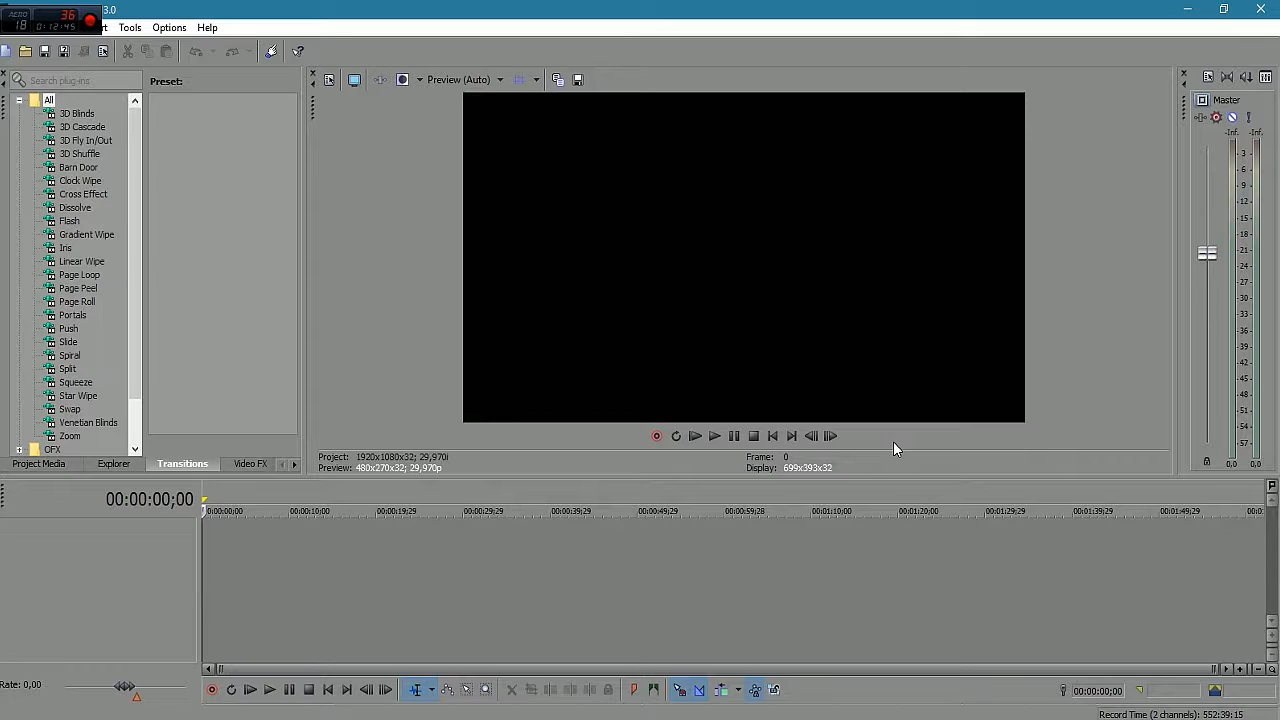 AERO 36
18 0:12:45
3.0
Tools Options Help
Search plug-ins
Preset:
Preview (Auto)
Master
All
3D Blinds
3D Cascade
3D Fly In/Out
3D Shuffle
Barn Door
Clock Wipe
Cross Effect
Dissolve
Flash
Gradient Wipe
Iris
Linear Wipe
Page Loop
Page Peel
Page Roll
Portals
Push
Slide
Spiral
Split
Squeeze
Star Wipe
Swap
Venetian Blinds
Zoom
OFX
-Inf. -Inf.
3
6
9
12
15
18
21
24
27
30
33
36
39
42
45
48
51
54
57
0,0 0,0
Project Media Explorer Transitions Video FX
Project: 1920x1080x32; 29,970i
Preview: 480x270x32; 29,970p
Frame: 0
Display: 699x393x32
00:00:00;00
0:00:00;00 00:00:10;00 00:00:19;29 00:00:29;29 00:00:39;29 00:00:49;29 00:00:59;28 00:01:10;00 00:01:20;00 00:01:29;29 00:01:39;29 00:01:49;29 00:0
Rate: 0,00
00:00:00;00
Record Time (2 channels): 552:39:15